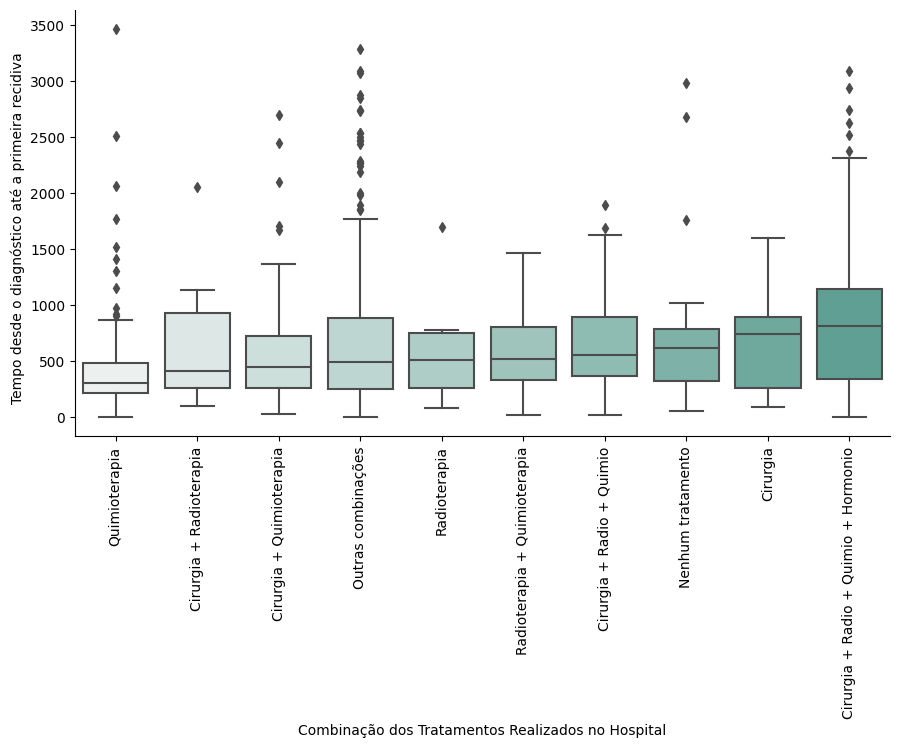 3500
3000
2500
2000
1500
1000
500
0
Tempo desde o diagnóstico até a primeira recidiva
Quimioterapia
Cirurgia + Radioterapia
Cirurgia + Quimioterapia
Outras combinações
Radioterapia
Radioterapia + Quimioterapia
Cirurgia + Radio + Quimio
Nenhum tratamento
Cirurgia
Cirurgia + Radio + Quimio + Hormonio
Combinação dos Tratamentos Realizados no Hospital